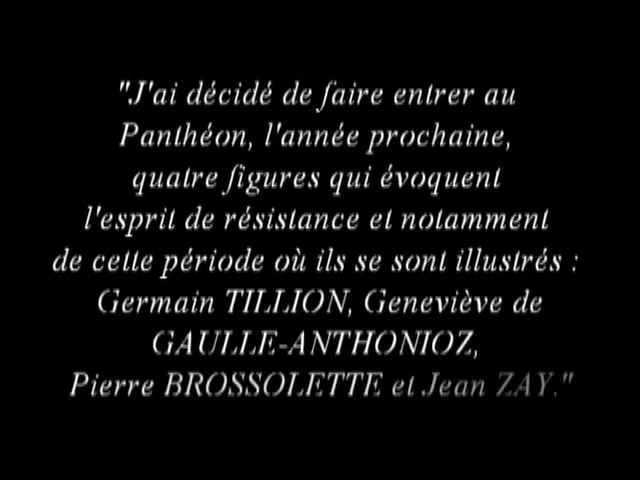 "J'ai décidé de faire entrer au
Panthéon, l'année prochaine,
quatre figures qui évoquent
l'esprit de résistance et notamment
de cette période où ils se sont illustrés :
Germain TILLION, Geneviève de
GAULLE-ANTHONIOZ,
Pierre BROSSOLETTE et Jean ZAY."